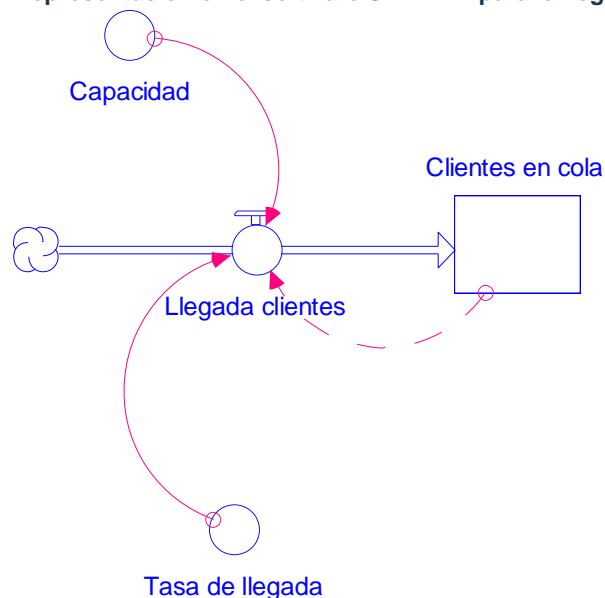 Capacidad
Clientes en cola
Llegada clientes
Tasa de llegada